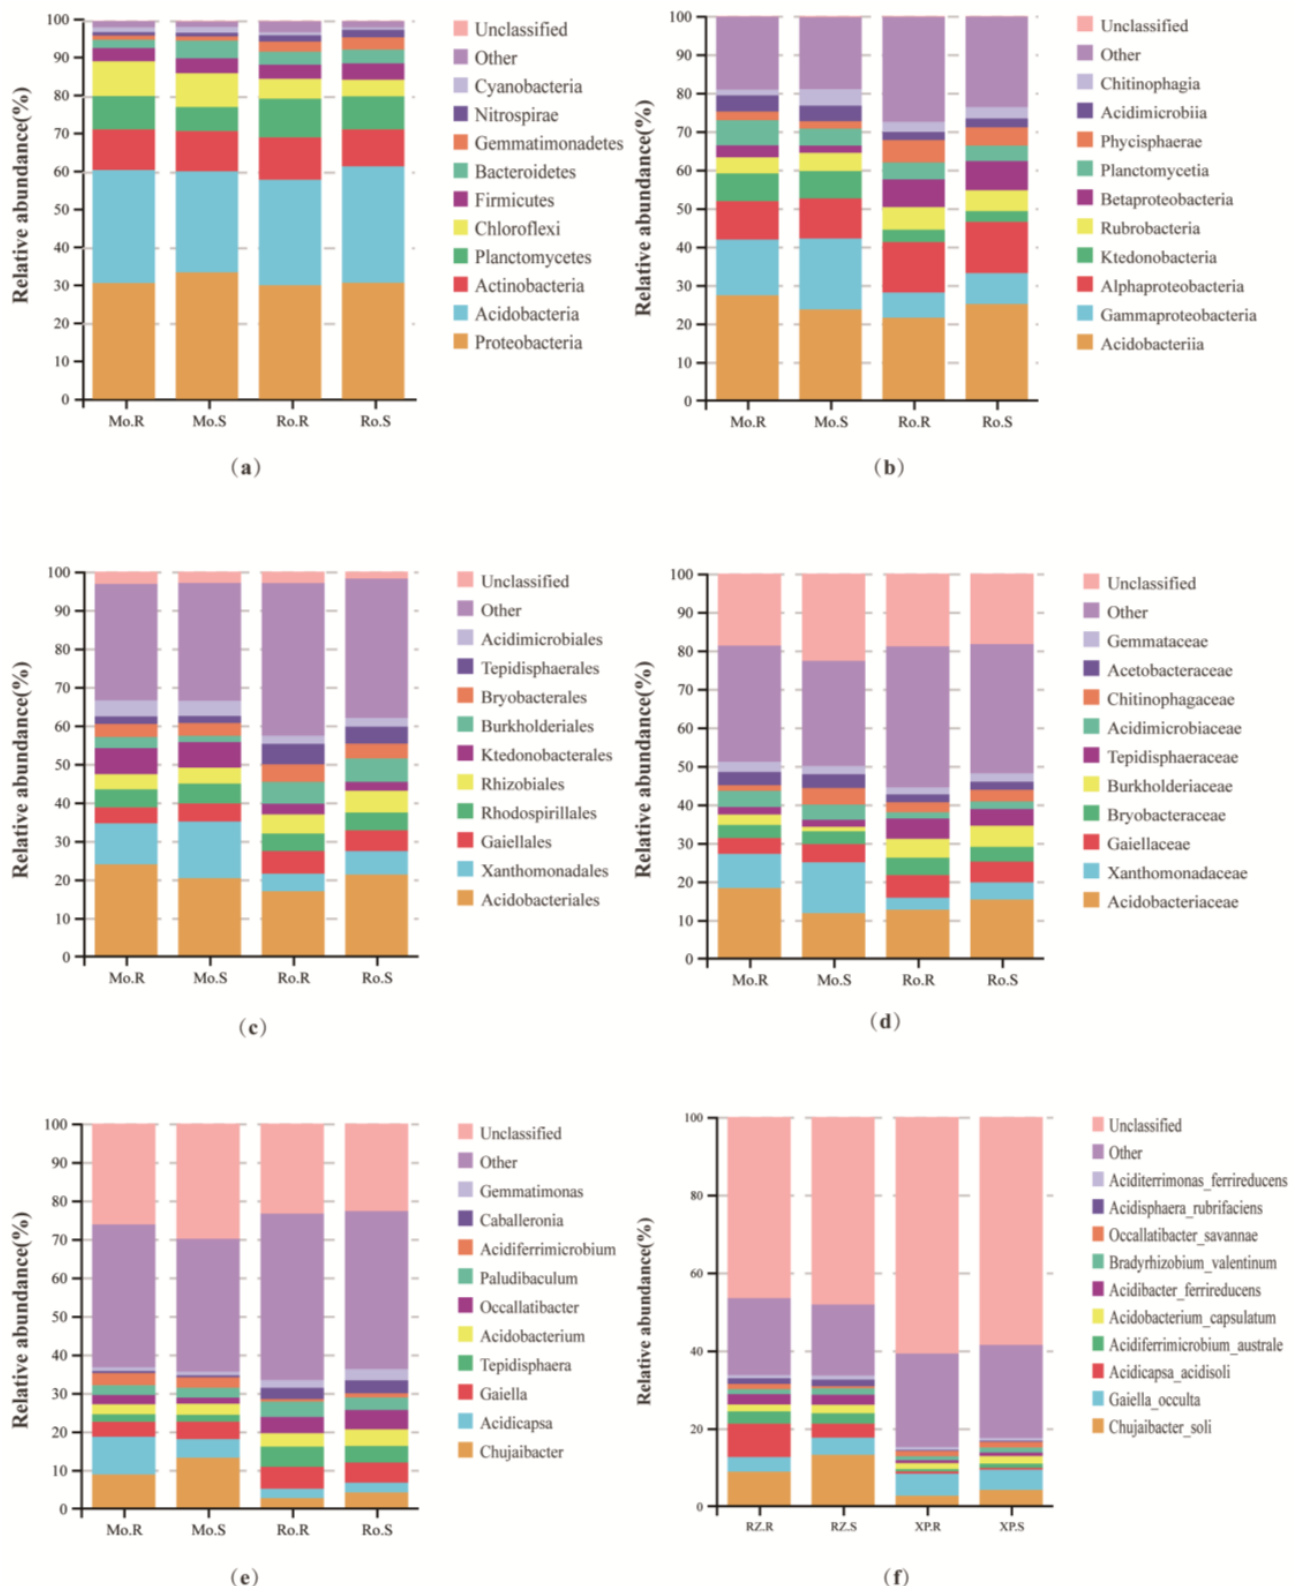 Relative abundance(%)
100
90
80
70
60
50
40
30
20
10
0
Mo.R
Mo.S
Ro.R
Ro.S
Unclassified
Other
Cyanobacteria
Nitrospirae
Gemmatimonadetes
Bacteroidetes
Firmicutes
Chloroflexi
Planctomycetes
Actinobacteria
Acidobacteria
Proteobacteria
(a)
Relative abundance(%)
100
90
80
70
60
50
40
30
20
10
0
Mo.R
Mo.S
Ro.R
Ro.S
Unclassified
Other
Chitinophagia
Acidimicrobiia
Phycisphaerae
Planctomycetia
Betaproteobacteria
Rubrobacteria
Ktedonobacteria
Alphaproteobacteria
Gammaproteobacteria
Acidobacteriia
(b)
Relative abundance(%)
100
90
80
70
60
50
40
30
20
10
0
Mo.R
Mo.S
Ro.R
Ro.S
Unclassified
Other
Acidimicrobiales
Tepidisphaerales
Bryobacterales
Burkholderiales
Ktedonobacterales
Rhizobiales
Rhodospirillales
Gaiellales
Xanthomonadales
Acidobacteriales
(c)
Relative abundance(%)
100
90
80
70
60
50
40
30
20
10
0
Mo.R
Mo.S
Ro.R
Ro.S
Unclassified
Other
Gemmataceae
Acetobacteraceae
Chitinophagaceae
Acidimicrobiaceae
Tepidisphaeraceae
Burkholderiaceae
Bryobacteraceae
Gaiellaceae
Xanthomonadaceae
Acidobacteriaceae
(d)
Relative abundance(%)
100
90
80
70
60
50
40
30
20
10
0
Mo.R
Mo.S
Ro.R
Ro.S
Unclassified
Other
Gemmatimonas
Caballeronia
Acidiferrimicrobium
Paludibaculum
Occallatibacter
Acidobacterium
Tepidisphaera
Gaiella
Acidicapsa
Chujaibacter
(e)
Relative abundance(%)
100
80
60
40
20
0
RZ.R
RZ.S
XP.R
XP.S
Unclassified
Other
Aciditerrimonas_ferrireducens
Acidisphaera_rubrifaciens
Occallatibacter_savannae
Bradyrhizobium_valentinum
Acidibacter_ferrireducens
Acidobacterium_capsulatum
Acidiferrimicrobium_australe
Acidicapsa_acidisoli
Gaiella_occulta
Chujaibacter_soli
(f)